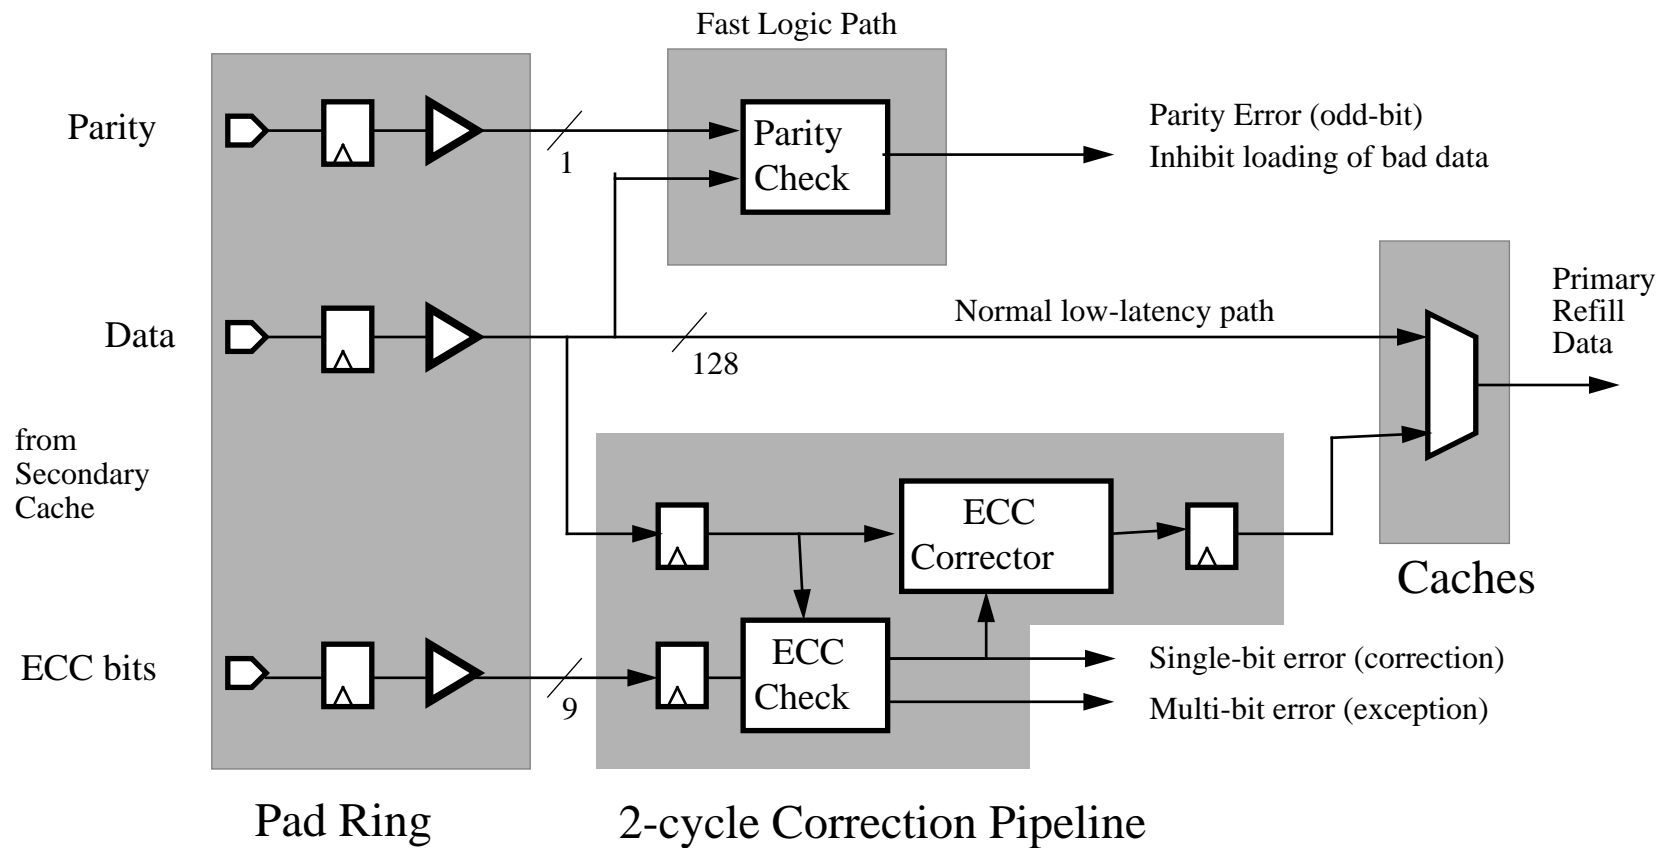 Fast Logic Path
Parity
1
Parity
Check
Parity Error (odd-bit)
Inhibit loading of bad data
Data
128
Normal low-latency path
Primary
Refill
Data
from
Secondary
Cache
ECC
Corrector
Caches
ECC bits
9
ECC
Check
Single-bit error (correction)
Multi-bit error (exception)
Pad Ring
2-cycle Correction Pipeline